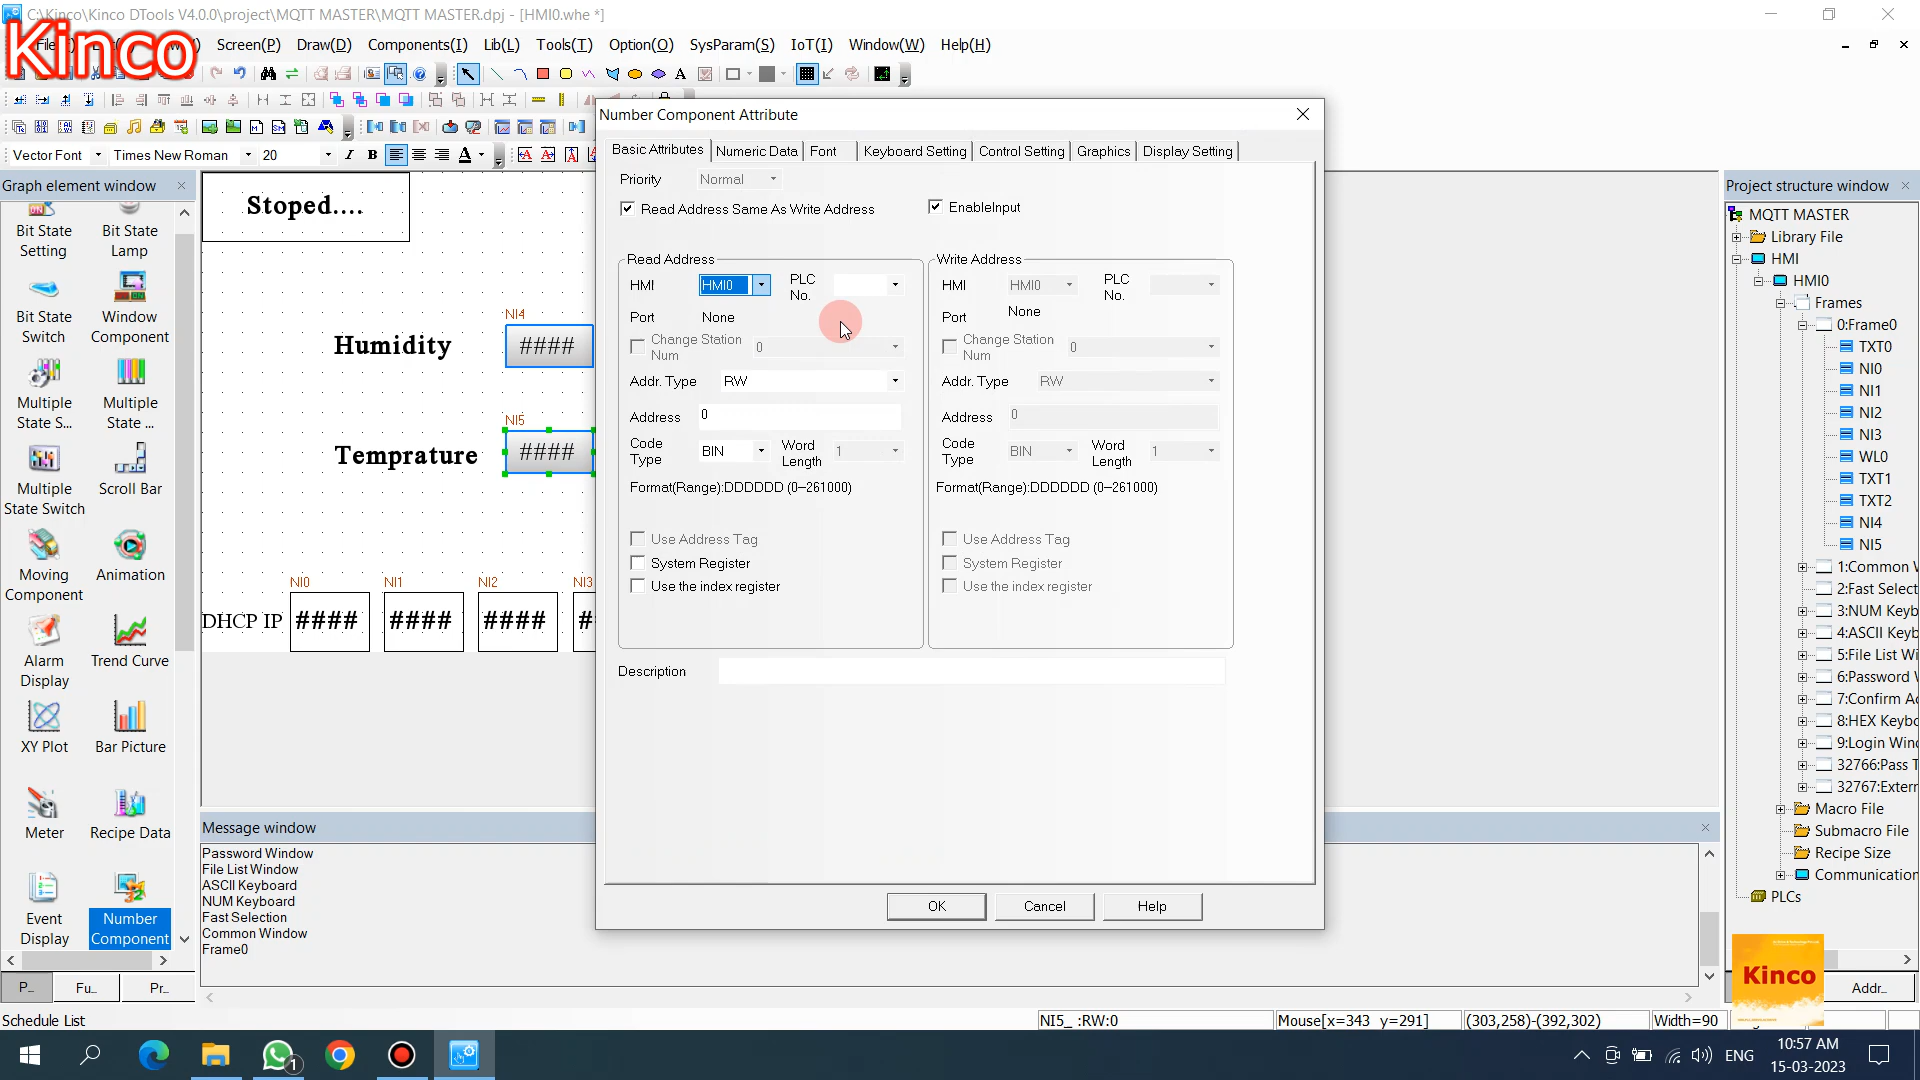 C:\Kinco\Kinco DTools V4.0.0\project\MQTT MASTER\MQTT MASTER.dpj - [HMI0.whe *]
Kinco
Screen(P) Draw(D) Components(I) Lib(L) Tools(T) Option(O) SysParam(S) IoT(I) Window(W) Help(H)
Vector Font Times New Roman 20
Graph element window
Bit State Setting
Bit State Lamp
Bit State Switch
Window Component
Multiple State S...
Multiple State ...
Multiple State Switch
Scroll Bar
Moving Component
Animation
Alarm Display
Trend Curve
XY Plot
Bar Picture
Meter
Recipe Data
Event Display
Number Component
P... Fu... Pr...
Schedule List
Stoped....
NI4
Humidity ####
NI5
Temprature ####
NI0 NI1 NI2 NI3
DHCP IP #### #### ####
Message window
Password Window
File List Window
ASCII Keyboard
NUM Keyboard
Fast Selection
Common Window
Frame0
Number Component Attribute
Basic Attributes Numeric Data Font Keyboard Setting Control Setting Graphics Display Setting
Priority Normal
Read Address Same As Write Address
EnableInput
Read Address
HMI HMI0 PLC No.
Port None
Change Station Num 0
Addr. Type RW
Address 0
Code Type BIN Word Length 1
Format(Range):DDDDDD (0--261000)
Use Address Tag
System Register
Use the index register
Write Address
HMI HMI0 PLC No.
Port None
Change Station Num 0
Addr. Type RW
Address 0
Code Type BIN Word Length 1
Format(Range):DDDDDD (0--261000)
Use Address Tag
System Register
Use the index register
Description
OK Cancel Help
Project structure window
MQTT MASTER
Library File
HMI
HMI0
Frames
0:Frame0
TXT0
NI0
NI1
NI2
NI3
WL0
TXT1
TXT2
NI4
NI5
1:Common
2:Fast Select
3:NUM Keyb
4:ASCII Keyb
5:File List Wi
6:Password
7:Confirm
8:HEX Keybo
9:Login Win
32766:Pass
32767:Extern
Macro File
Submacro File
Recipe Size
Communication
PLCs
Kinco
Addr...
NI5_ :RW:0 Mouse[x=343 y=291] (303,258)-(392,302) Width=90
1
ENG
10:57 AM
15-03-2023